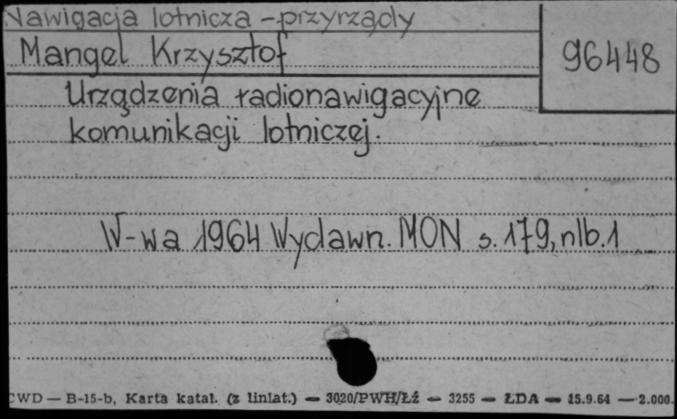 Nawigacja lotnicza - przyrządy
Mangel Krzysztof
96448
Urządzenia radionawigacyjne
komunikacji lotniczej.
W-wa 1964 Wydawn. MON s. 179, nlb. 1
CWD — B-15-b, Karta katal. (z liniat.) — 3020/PWH/Łź — 3255 — ŁDA — 15.9.64 — 2.000.